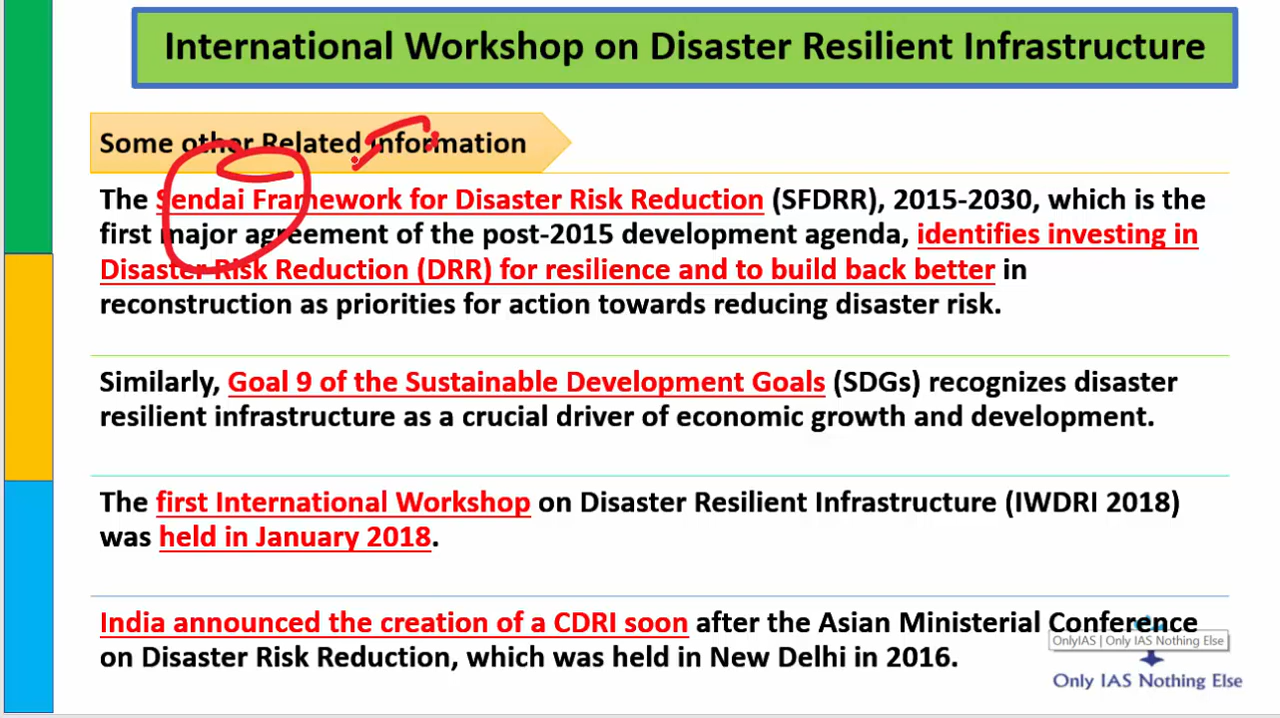 International Workshop on Disaster Resilient Infrastructure
Some other Related Information
The Sendai Framework for Disaster Risk Reduction (SFDRR), 2015-2030, which is the
first major agreement of the post-2015 development agenda, identifies investing in
Disaster Risk Reduction (DRR) for resilience and to build back better in
reconstruction as priorities for action towards reducing disaster risk.
Similarly, Goal 9 of the Sustainable Development Goals (SDGs) recognizes disaster
resilient infrastructure as a crucial driver of economic growth and development.
The first International Workshop on Disaster Resilient Infrastructure (IWDRI 2018)
was held in January 2018.
India announced the creation of a CDRI soon after the Asian Ministerial Conference
on Disaster Risk Reduction, which was held in New Delhi in 2016.
OnlyIAS | Only IAS Nothing Else
Only IAS Nothing Else